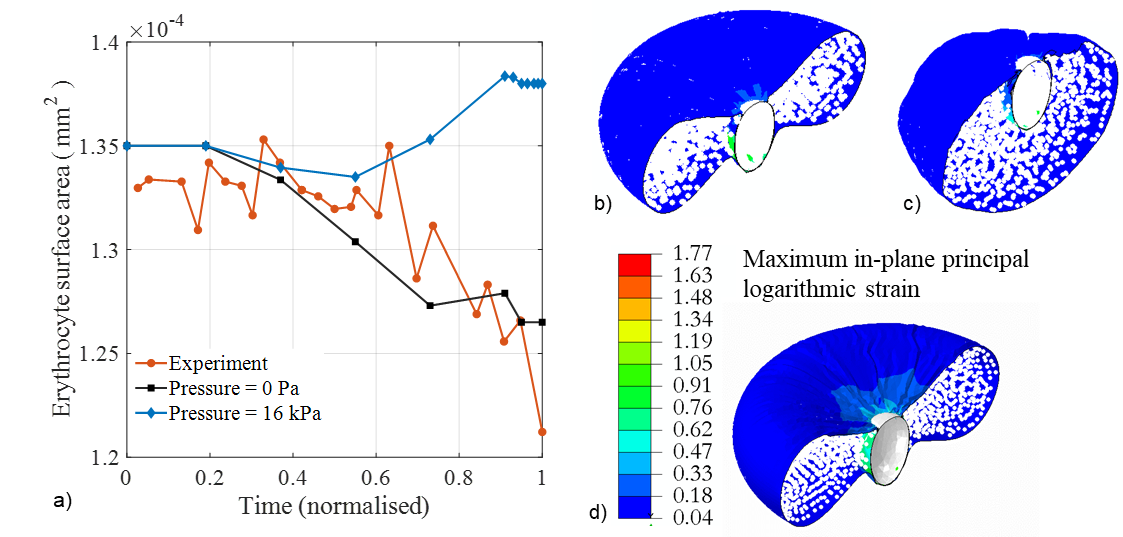 ×10⁻⁴
1.4
1.35
1.3
1.25
1.2
Erythrocyte surface area ( mm² )
Experiment
Pressure = 0 Pa
Pressure = 16 kPa
0 0.2 0.4 0.6 0.8 1
Time (normalised)
a)
b)
c)
Maximum in-plane principal
logarithmic strain
1.77
1.63
1.48
1.34
1.19
1.05
0.91
0.76
0.62
0.47
0.33
0.18
0.04
d)